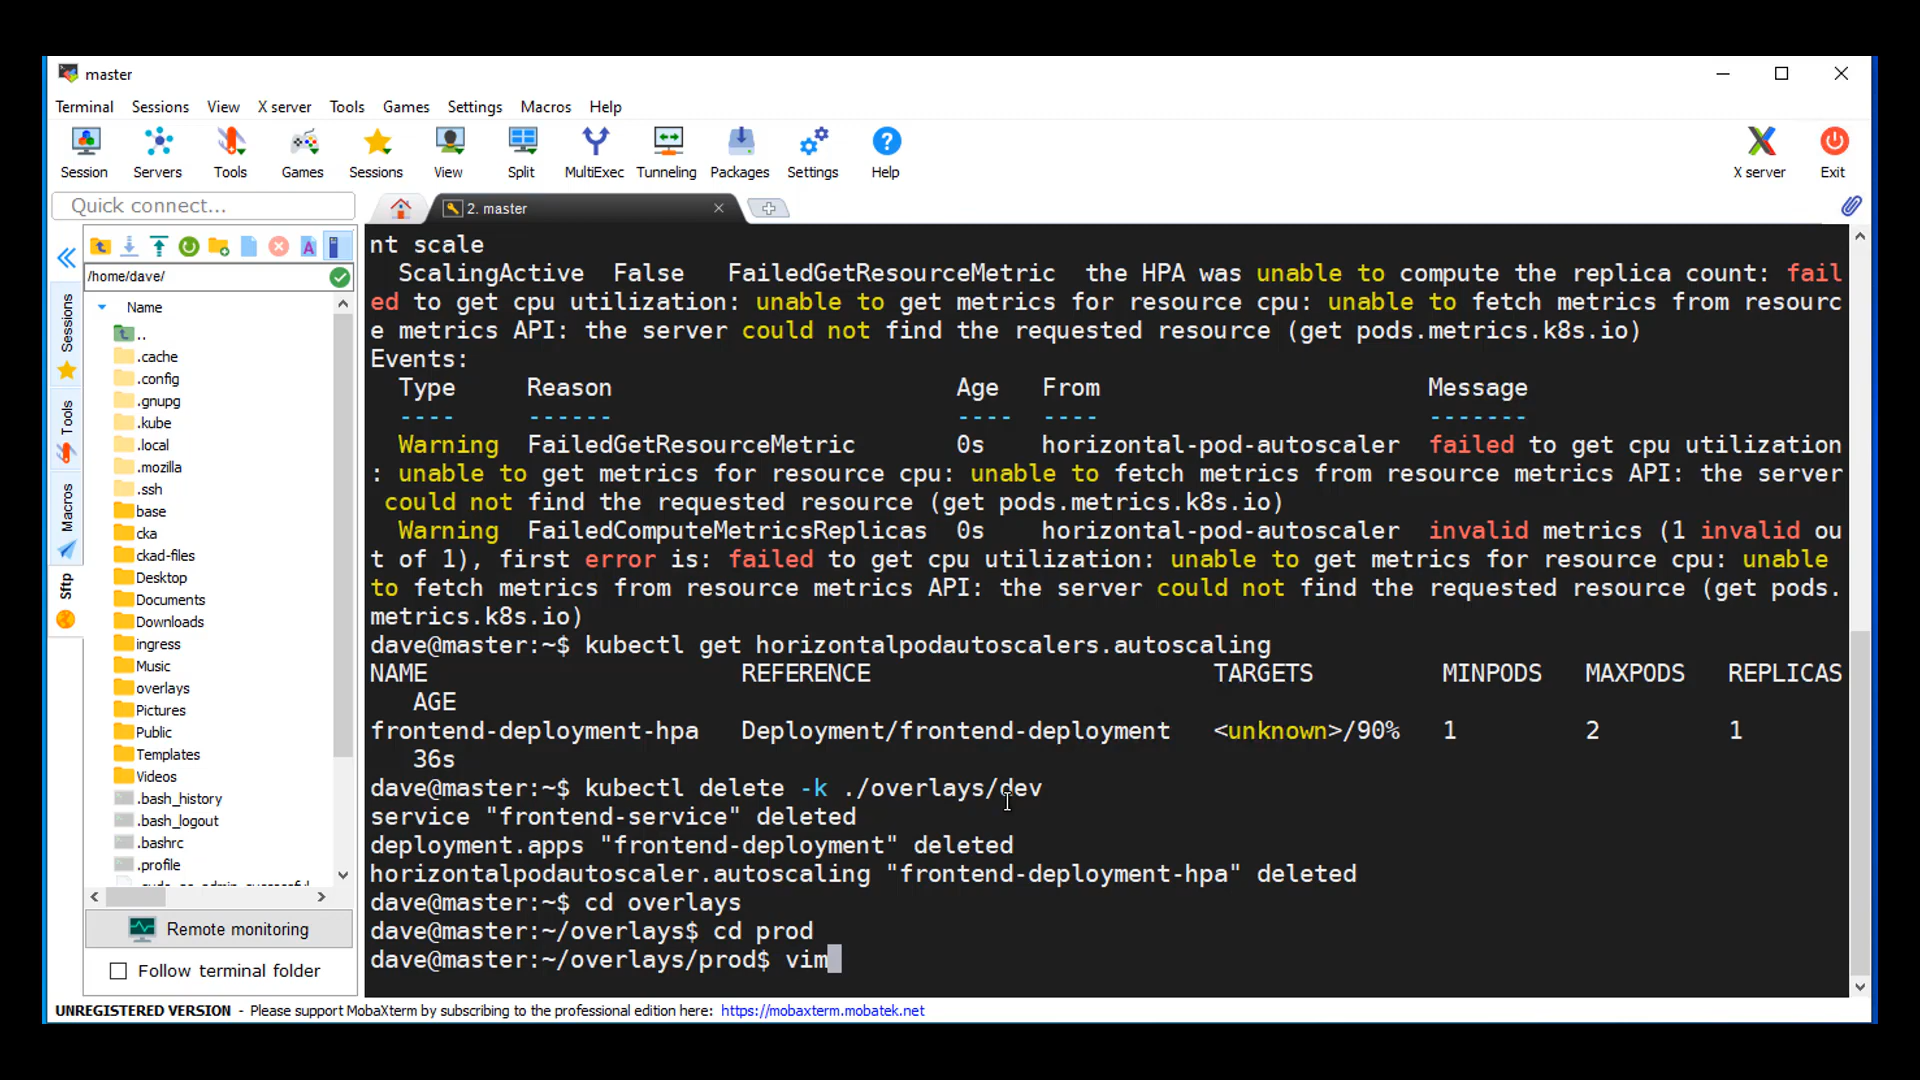 master
Terminal Sessions View X server Tools Games Settings Macros Help
Session Servers Tools Games Sessions View Split MultiExec Tunneling Packages Settings Help X server Exit
Quick connect...
2. master
/home/dave/
Name
..
.cache
.config
.gnupg
.kube
.local
.mozilla
.ssh
base
cka
ckad-files
Desktop
Documents
Downloads
ingress
Music
overlays
Pictures
Public
Templates
Videos
.bash_history
.bash_logout
.bashrc
.profile
Sessions
Tools
Macros
Sftp
Remote monitoring
Follow terminal folder
nt scale
ScalingActive False FailedGetResourceMetric the HPA was unable to compute the replica count: fail
ed to get cpu utilization: unable to get metrics for resource cpu: unable to fetch metrics from resourc
e metrics API: the server could not find the requested resource (get pods.metrics.k8s.io)
Events:
Type Reason Age From Message
---- ------ ---- ---- -------
Warning FailedGetResourceMetric 0s horizontal-pod-autoscaler failed to get cpu utilization
: unable to get metrics for resource cpu: unable to fetch metrics from resource metrics API: the server
could not find the requested resource (get pods.metrics.k8s.io)
Warning FailedComputeMetricsReplicas 0s horizontal-pod-autoscaler invalid metrics (1 invalid ou
t of 1), first error is: failed to get cpu utilization: unable to get metrics for resource cpu: unable
to fetch metrics from resource metrics API: the server could not find the requested resource (get pods.
metrics.k8s.io)
dave@master:~$ kubectl get horizontalpodautoscalers.autoscaling
NAME REFERENCE TARGETS MINPODS MAXPODS REPLICAS
AGE
frontend-deployment-hpa Deployment/frontend-deployment <unknown>/90% 1 2 1
36s
dave@master:~$ kubectl delete -k ./overlays/dev
service "frontend-service" deleted
deployment.apps "frontend-deployment" deleted
horizontalpodautoscaler.autoscaling "frontend-deployment-hpa" deleted
dave@master:~$ cd overlays
dave@master:~/overlays$ cd prod
dave@master:~/overlays/prod$ vim
UNREGISTERED VERSION - Please support MobaXterm by subscribing to the professional edition here: https://mobaxterm.mobatek.net